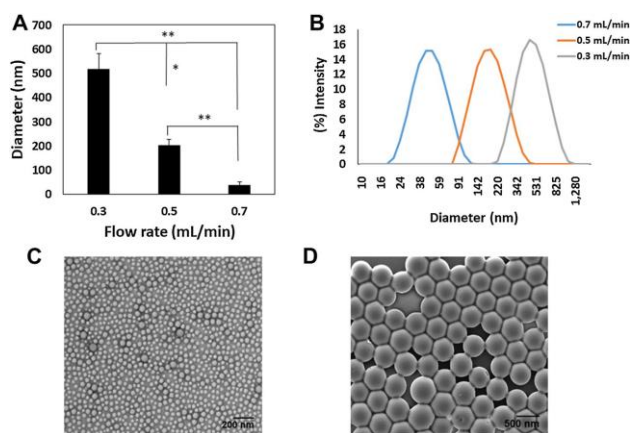 A
700
600
500
400
300
200
100
0
Diameter (nm)
**
*
**
0.3 0.5 0.7
Flow rate (mL/min)
B
0.7 mL/min
0.5 mL/min
0.3 mL/min
18
16
14
12
10
8
6
4
2
0
(%) Intensity
10 16 24 38 59 91 142 220 342 531 825 1,280
Diameter (nm)
C
200 nm
D
500 nm